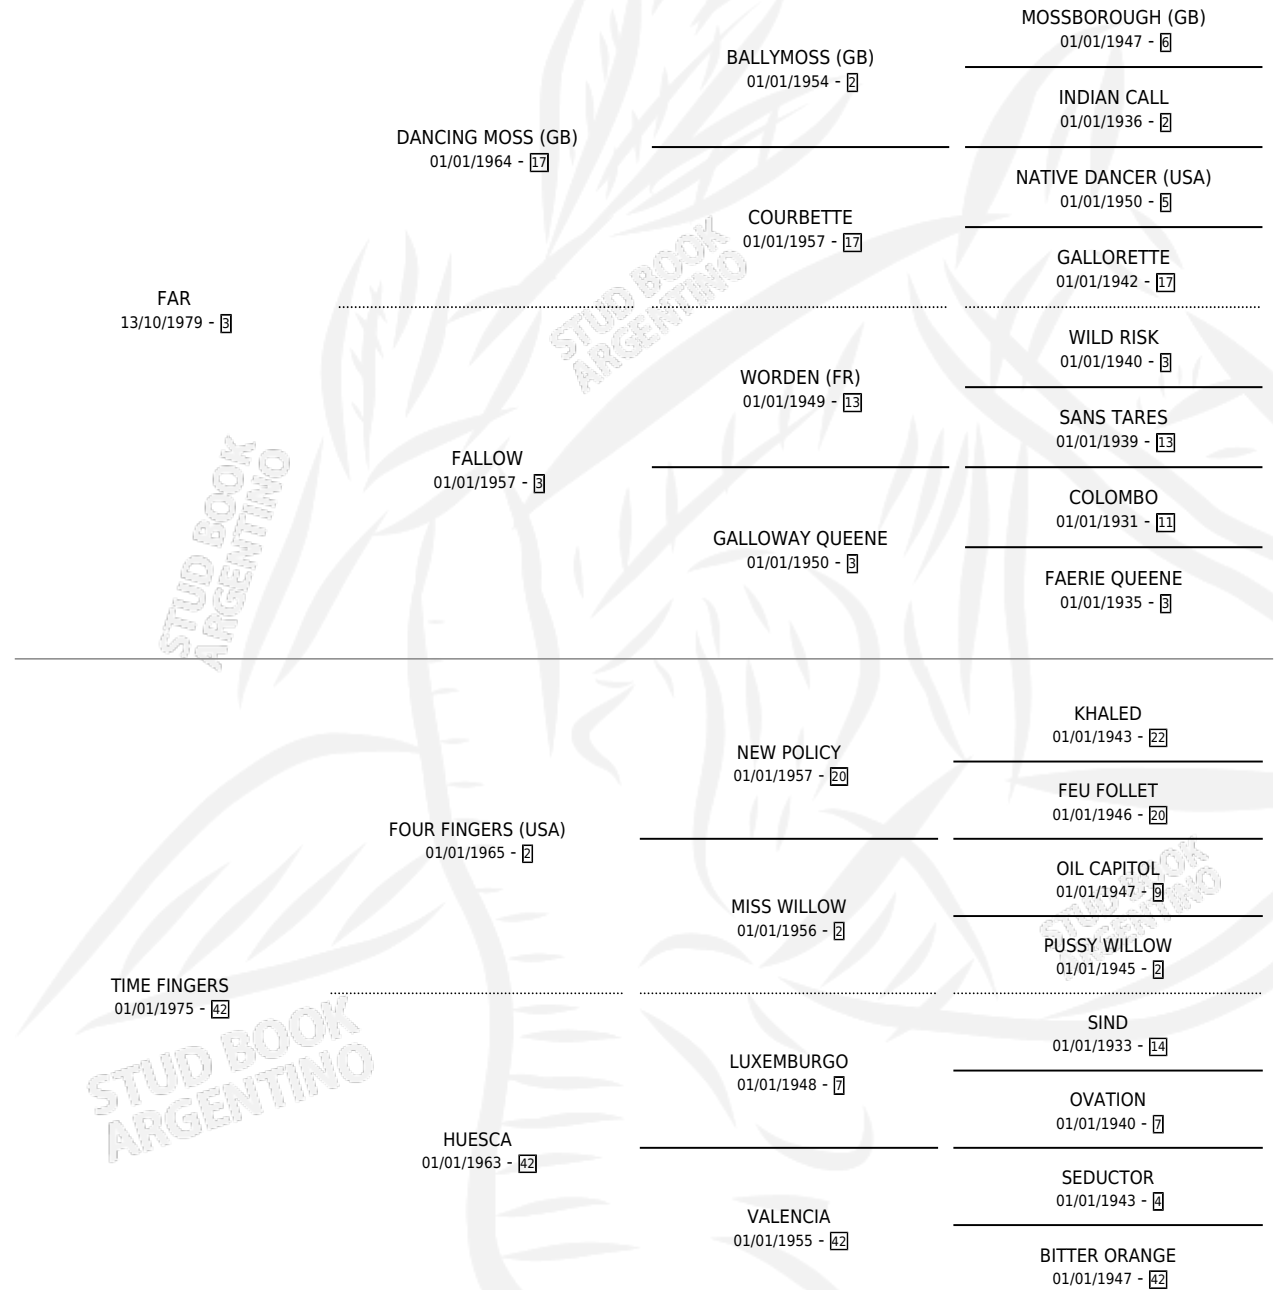 MOSSBOROUGH (GB)
01/01/1947 - 6
BALLYMOSS (GB)
01/01/1954 - 2
INDIAN CALL
01/01/1936 - 2
DANCING MOSS (GB)
01/01/1964 - 17
NATIVE DANCER (USA)
01/01/1950 - 5
COURBETTE
01/01/1957 - 17
GALLORETTE
01/01/1942 - 17
FAR
13/10/1979 - 3
WILD RISK
01/01/1940 - 3
WORDEN (FR)
01/01/1949 - 13
SANS TARES
01/01/1939 - 13
FALLOW
01/01/1957 - 3
COLOMBO
01/01/1931 - 11
GALLOWAY QUEENE
01/01/1950 - 3
FAERIE QUEENE
01/01/1935 - 3
STUD BOOK
ARGENTINO
STUD BOOK
ARGENTINO
KHALED
01/01/1943 - 22
NEW POLICY
01/01/1957 - 20
FEU FOLLET
01/01/1946 - 20
FOUR FINGERS (USA)
01/01/1965 - 2
OIL CAPITOL
01/01/1947 - 9
MISS WILLOW
01/01/1956 - 2
PUSSY WILLOW
01/01/1945 - 2
TIME FINGERS
01/01/1975 - 42
SIND
01/01/1933 - 14
LUXEMBURGO
01/01/1948 - 7
OVATION
01/01/1940 - 7
HUESCA
01/01/1963 - 42
SEDUCTOR
01/01/1943 - 4
VALENCIA
01/01/1955 - 42
BITTER ORANGE
01/01/1947 - 42
STUD BOOK
ARGENTINO
STUD BOOK
ARGENTINO